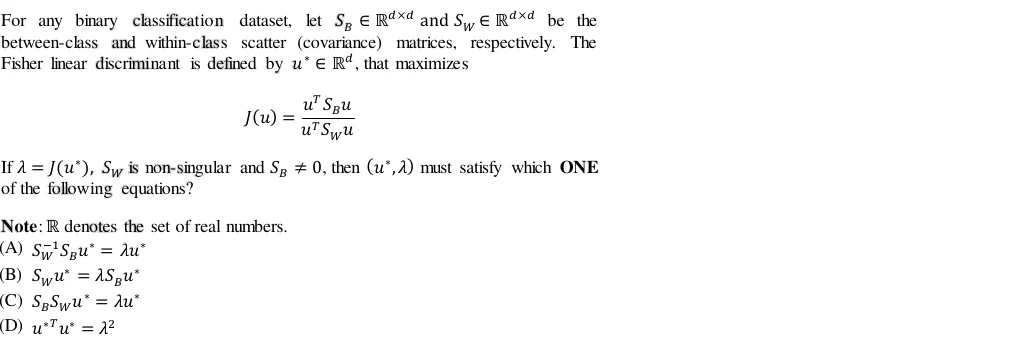 For any binary classification dataset, let S_B ∈ ℝ^{d×d} and S_W ∈ ℝ^{d×d} be the
between-class and within-class scatter (covariance) matrices, respectively. The
Fisher linear discriminant is defined by u* ∈ ℝ^d, that maximizes
J(u) = \frac{u^T S_B u}{u^T S_W u}
If λ = J(u*), S_W is non-singular and S_B ≠ 0, then (u*, λ) must satisfy which ONE
of the following equations?
Note: ℝ denotes the set of real numbers.
(A) S_W^{-1} S_B u* = λu*
(B) S_W u* = λS_B u*
(C) S_B S_W u* = λu*
(D) u*^T u* = λ^2